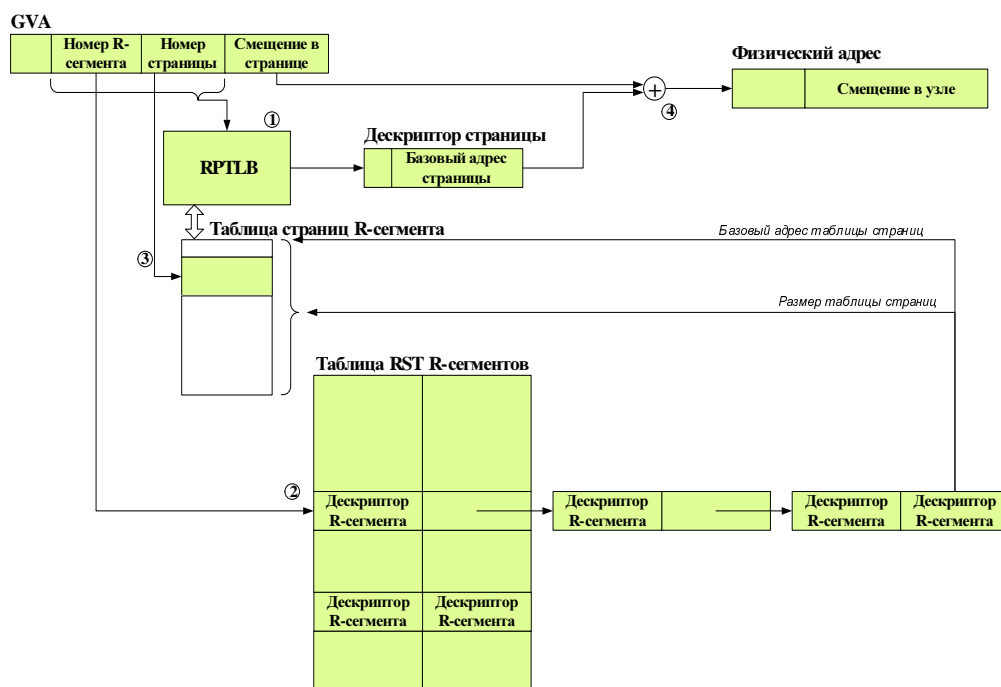 GVA
Номер R-
сегмента
Номер
страницы
Смещение в
странице
Физический адрес
Смещение в узле
④
①
RPTLB
Дескриптор страницы
Базовый адрес
страницы
Таблица страниц R-сегмента
Базовый адрес таблицы страниц
③
Размер таблицы страниц
Таблица RST R-сегментов
②
Дескриптор
R-сегмента
Дескриптор
R-сегмента
Дескриптор
R-сегмента
Дескриптор
R-сегмента
Дескриптор
R-сегмента
Дескриптор
R-сегмента